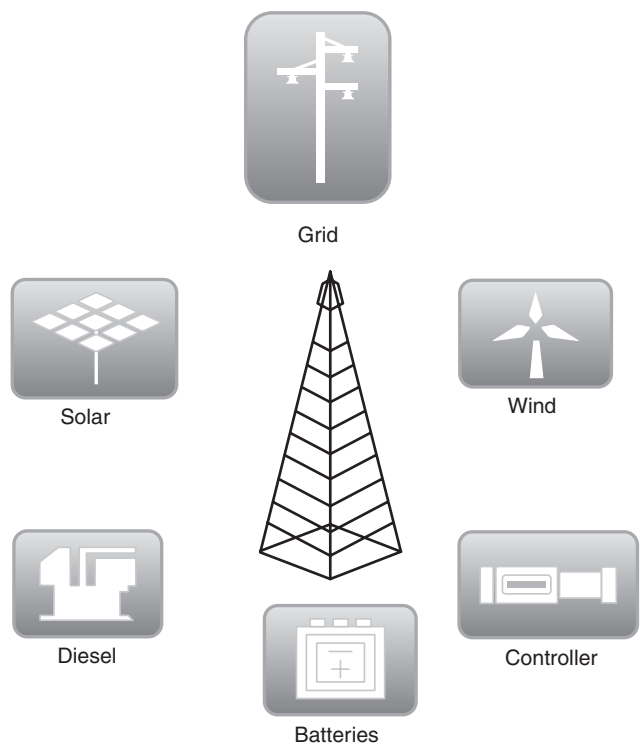 Grid
Solar
Wind
Diesel
Controller
Batteries